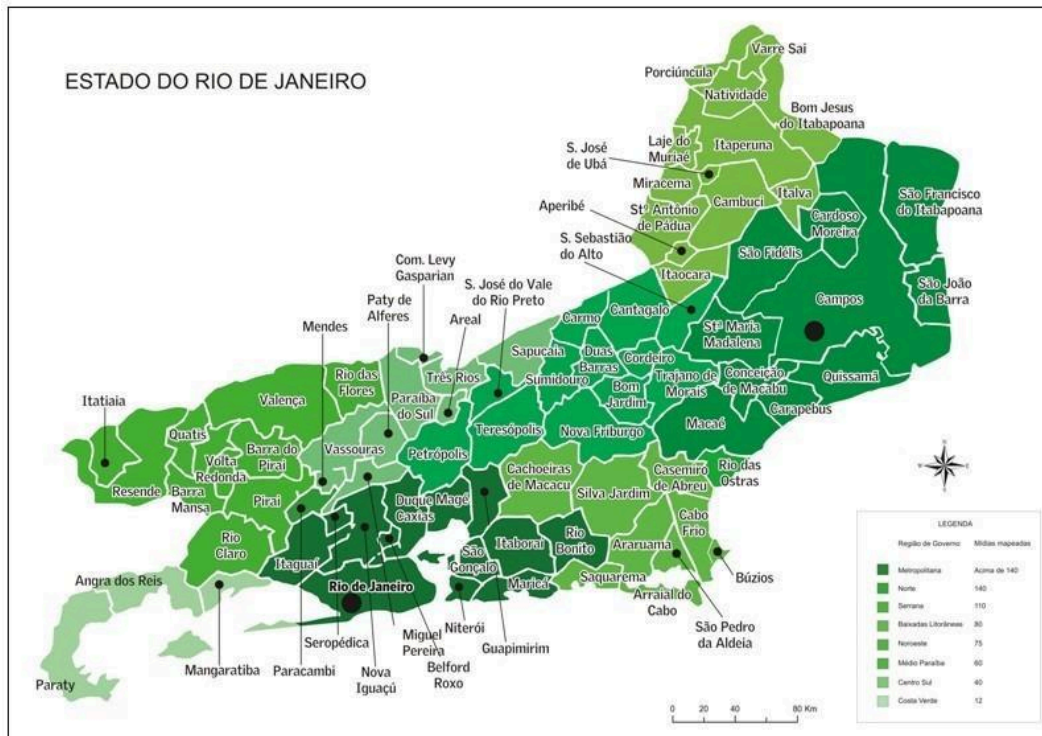 ESTADO DO RIO DE JANEIRO
Varre Sai
Porciúncula
Natividade
Bom Jesus
do Itabapoana
Laje do
Muriaé
Itaperuna
S. José
de Ubá
Miracema
Cambuci
Italva
São Francisco
do Itabapoana
Aperibé
Stº Antônio
de Pádua
Cardoso
Moreira
S. Sebastião
do Alto
São Fidélis
Itaocara
São João
da Barra
Com. Levy
Gasparian
S. José do Vale
do Rio Preto
Campos
Paty de
Alferes
Areal
Carmo
Cantagalo
Stª Maria
Madalena
Mendes
Sapucaia
Duas
Barras
Cordeiro
Rio das
Flores
Três Rios
Sumidouro
Trajano de
Morais
Conceição
de Macabu
Quissamã
Itatiaia
Valença
Paraíba
do Sul
Bom
Jardim
Carapebus
Quatis
Vassouras
Teresópolis
Nova Friburgo
Macaé
Barra do
Piraí
Volta
Redonda
Petrópolis
Resende
Barra
Mansa
Piraí
Cachoeiras
de Macacu
Casemiro
de Abreu
Rio das
Ostras
Duque
Caxias
Magé
Silva Jardim
Cabo
Frio
Rio
Claro
Itaguaí
São
Gonçalo
Itaboraí
Rio
Bonito
Araruama
Angra dos Reis
Rio de Janeiro
Maricá
Saquarema
Búzios
Arraial do
Cabo
Niterói
São Pedro
da Aldeia
Guapimirim
Seropédica
Miguel
Pereira
Mangaratiba
Paracambi
Nova
Iguaçú
Belford
Roxo
Paraty
N
E
S
W
LEGENDA
Região de Governo Mídias mapeadas
Metropolitana Acima de 140
Norte 140
Serrana 110
Baixadas Litorâneas 80
Noroeste 75
Médio Paraíba 60
Centro Sul 40
Costa Verde 12
0 20 40 80 Km